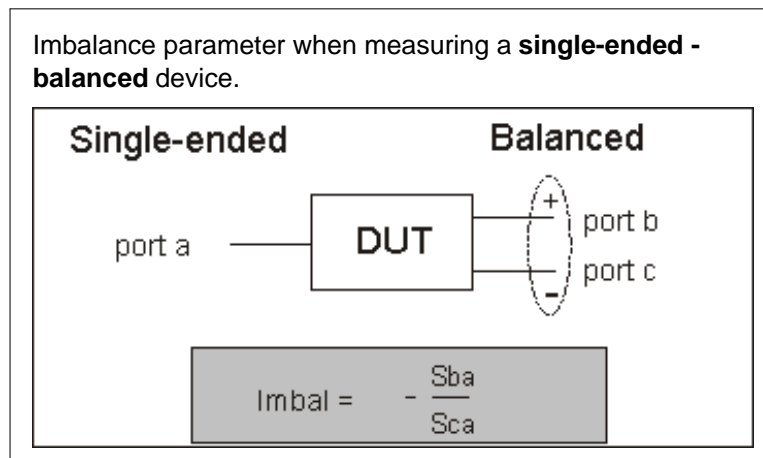 Imbalance parameter when measuring a single-ended -
balanced device.
Single-ended Balanced
+
port b
port a DUT
port c
-
Sba
Imbal = -
Sca